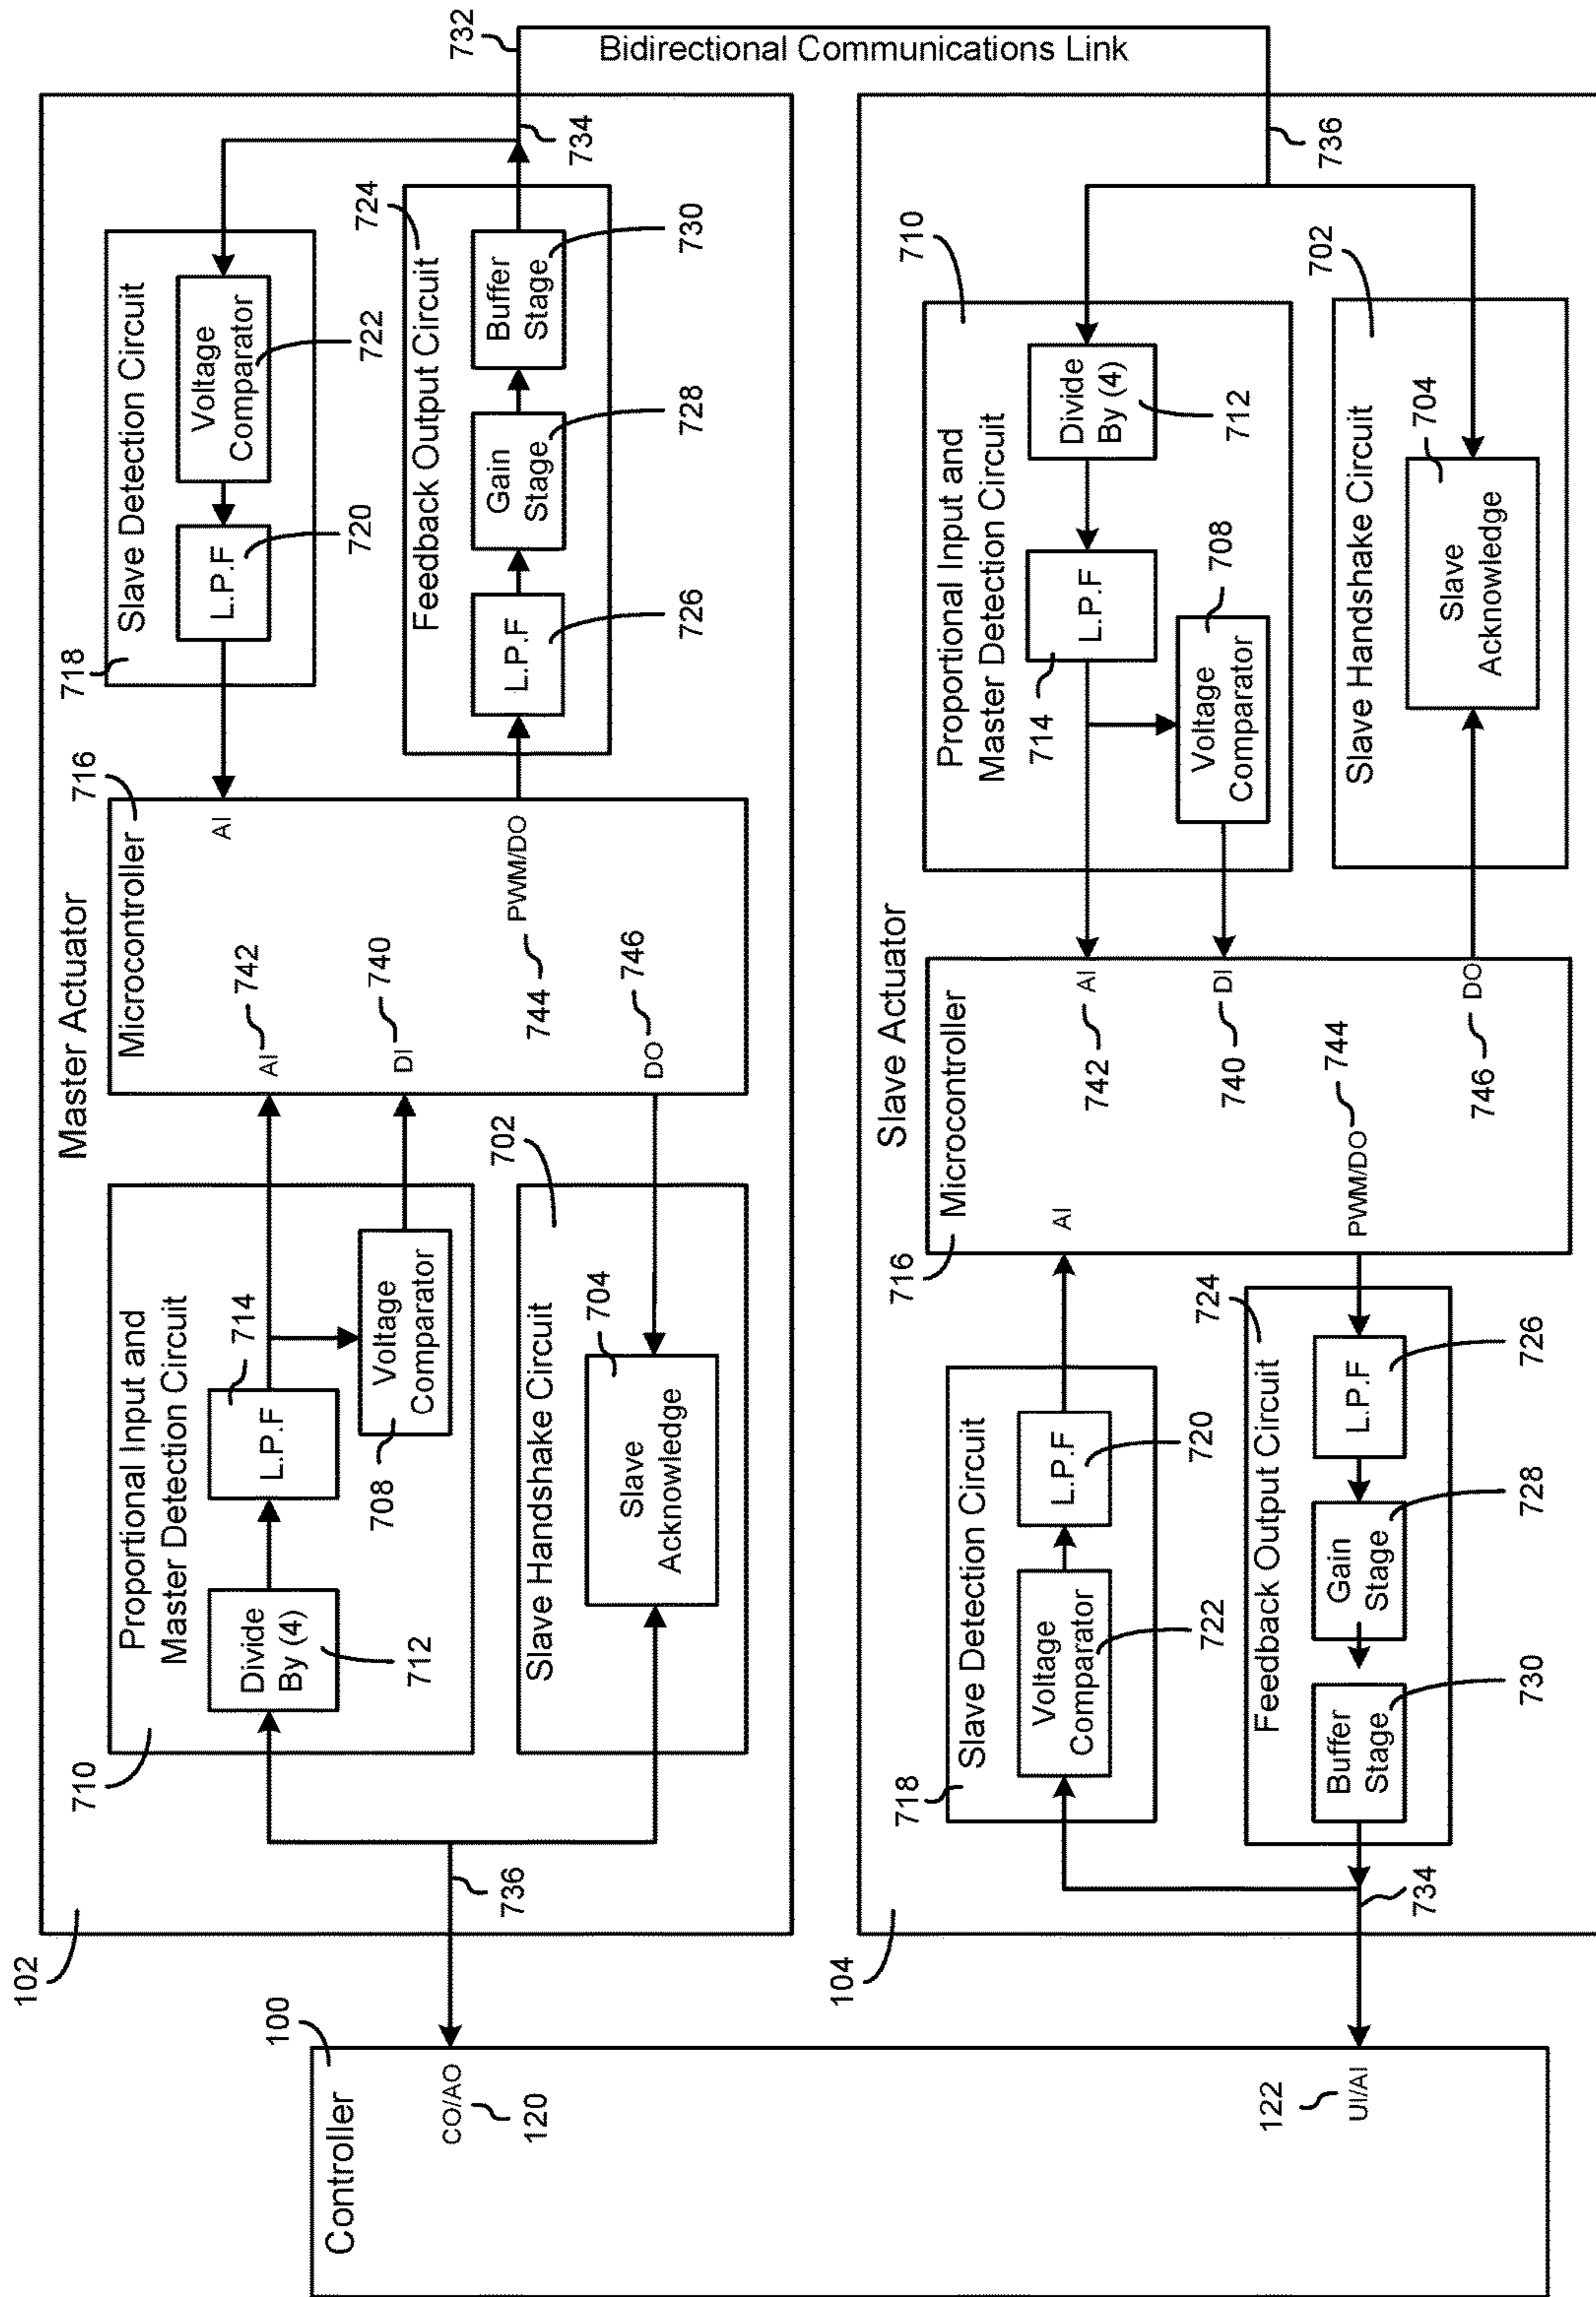 Controller
100
CO/AO
120
122
UI/AI
Master Actuator
102
736
Proportional Input and
Master Detection Circuit
710
Divide
By (4)
712
714
L.P.F
708
Voltage
Comparator
Slave Handshake Circuit
702
704
Slave
Acknowledge
Microcontroller
716
AI
742
DI
740
AI
744
PWM/DO
DO
746
718
Slave Detection Circuit
L.P.F
720
Voltage
Comparator
722
Feedback Output Circuit
724
L.P.F
726
Gain
Stage
728
Buffer
Stage
730
734
732
Bidirectional Communications Link
Slave Actuator
104
734
718
Slave Detection Circuit
Voltage
Comparator
722
L.P.F
720
Feedback Output Circuit
724
Buffer
Stage
730
Gain
Stage
728
L.P.F
726
716
Microcontroller
AI
742
AI
740
DI
PWM/DO
744
746
DO
Proportional Input and
Master Detection Circuit
710
714
L.P.F
Divide
By (4)
712
Voltage
Comparator
708
Slave Handshake Circuit
702
Slave
Acknowledge
704
736